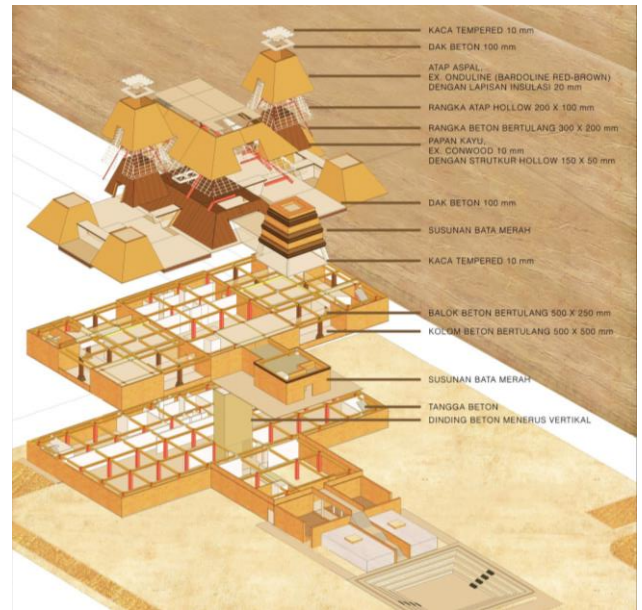 KACA TEMPERED 10 mm
DAK BETON 100 mm
ATAP ASPAL,
EX. ONDULINE (BARDOLINE RED-BROWN)
DENGAN LAPISAN INSULASI 20 mm
RANGKA ATAP HOLLOW 200 X 100 mm
RANGKA BETON BERTULANG 300 X 200 mm
PAPAN KAYU,
EX. CONWOOD 10 mm
DENGAN STRUTKUR HOLLOW 150 X 50 mm
DAK BETON 100 mm
SUSUNAN BATA MERAH
KACA TEMPERED 10 mm
BALOK BETON BERTULANG 500 X 250 mm
KOLOM BETON BERTULANG 500 X 500 mm
SUSUNAN BATA MERAH
TANGGA BETON
DINDING BETON MENERUS VERTIKAL